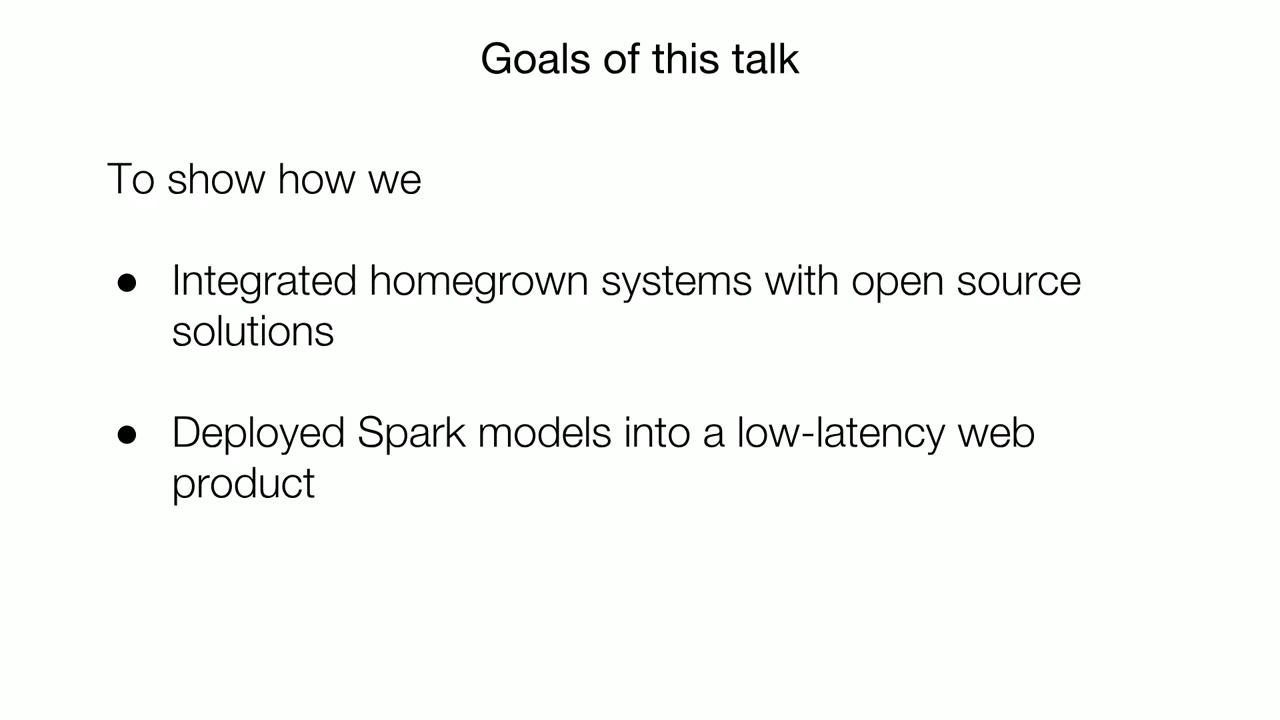 Goals of this talk
To show how we
● Integrated homegrown systems with open source
solutions
● Deployed Spark models into a low-latency web
product